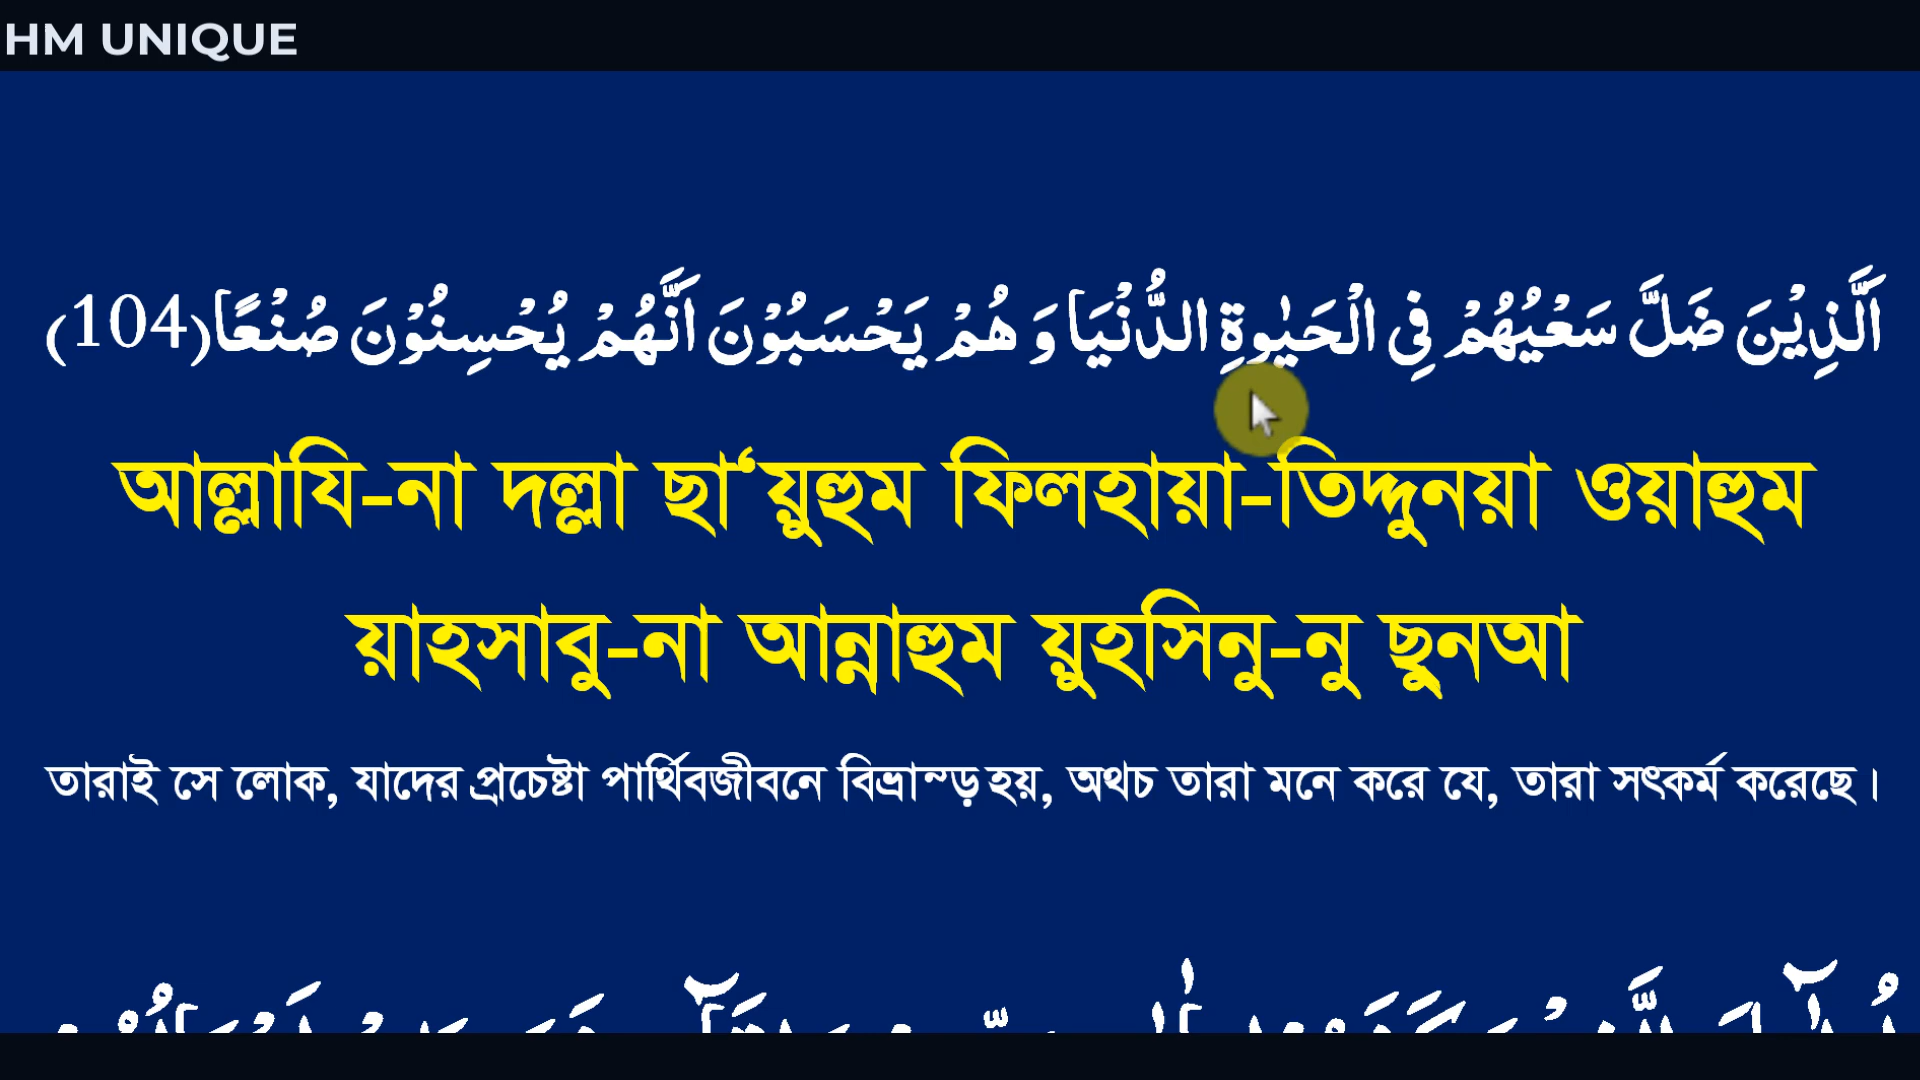 HM UNIQUE
اَلَّذِيْنَ ضَلَّ سَعْيُهُمْ فِى الْحَيٰوةِ الدُّنْيَا وَ هُمْ يَحْسَبُوْنَ اَنَّهُمْ يُحْسِنُوْنَ صُنْعًا(104)
আল্লাযি-না দল্লা ছা‘য়ুহুম ফিলহায়া-তিদ্দুনয়া ওয়াহুম
য়াহসাবু-না আন্নাহুম য়ুহসিনু-নু ছুনআ
তারাই সে লোক, যাদের প্রচেষ্টা পার্থিবজীবনে বিভ্রাস্ড় হয়, অথচ তারা মনে করে যে, তারা সৎকর্ম করেছে।